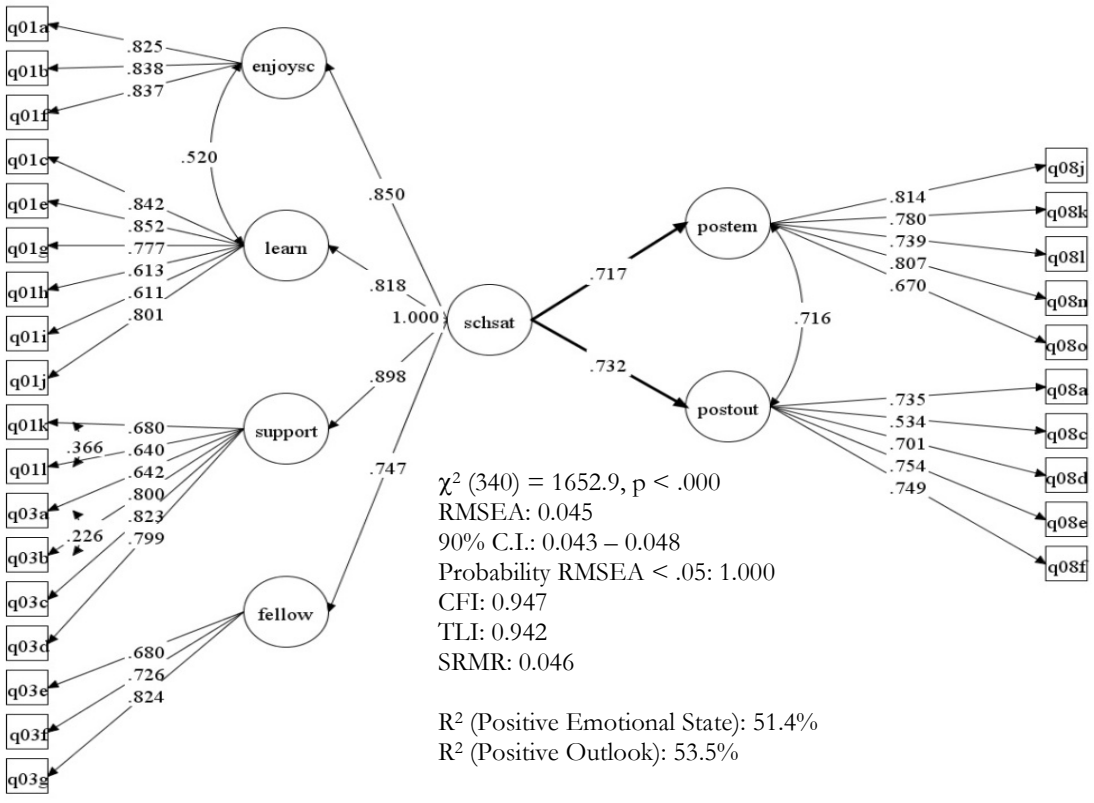 q01a
q01b
q01f
q01c
q01e
q01g
q01h
q01i
q01j
q01k
q01l
q03a
q03b
q03c
q03d
q03e
q03f
q03g
.825
.838
.837
.520
.842
.852
.777
.613
.611
.801
.366
.680
.640
.642
.800
.823
.799
.226
.680
.726
.824
enjoysc
learn
support
fellow
.850
.818
1.000
.898
.747
schsat
.717
.732
postem
postout
.716
.814
.780
.739
.807
.670
.735
.534
.701
.754
.749
q08j
q08k
q08l
q08n
q08o
q08a
q08c
q08d
q08e
q08f
χ² (340) = 1652.9, p < .000
RMSEA: 0.045
90% C.I.: 0.043 – 0.048
Probability RMSEA < .05: 1.000
CFI: 0.947
TLI: 0.942
SRMR: 0.046
R² (Positive Emotional State): 51.4%
R² (Positive Outlook): 53.5%